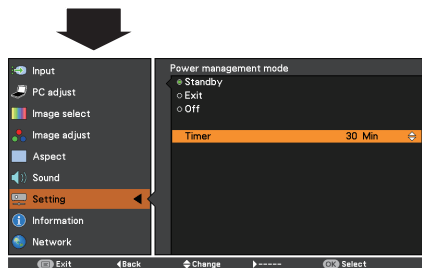 Input
PC adjust
Image select
Image adjust
Aspect
Sound
Setting
Information
Network
Power management mode
Standby
Exit
Off
Timer 30 Min
Exit Back Change ----- OK Select